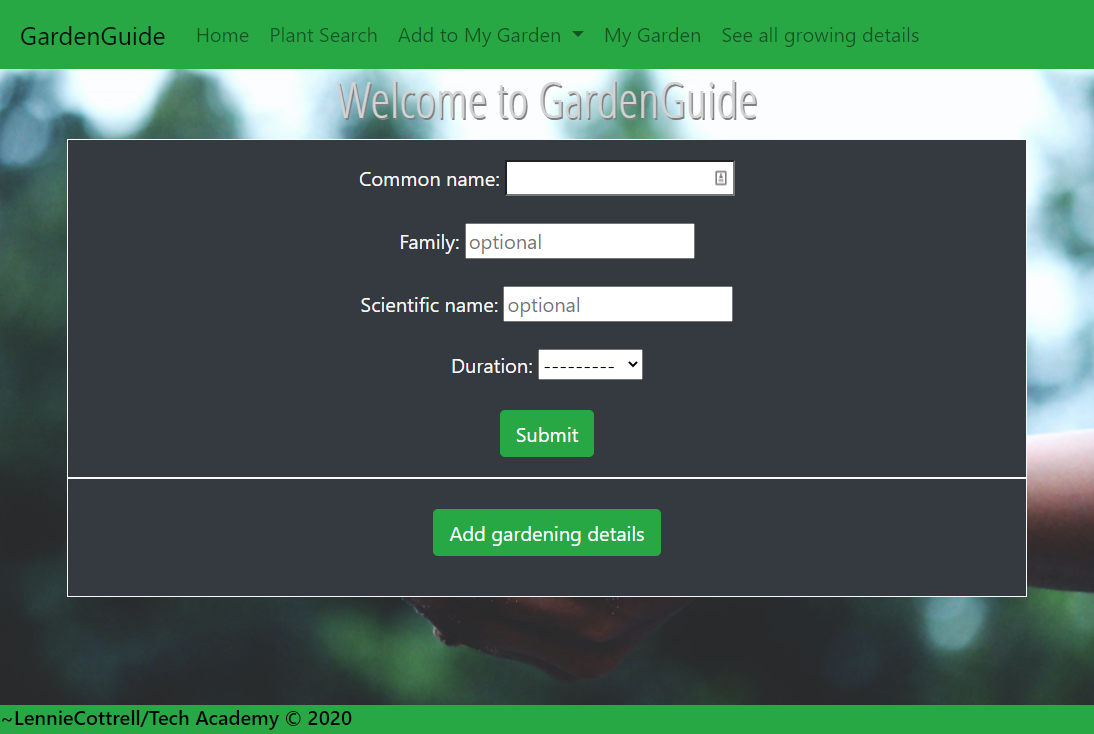 GardenGuide Home Plant Search Add to My Garden My Garden See all growing details
Welcome to GardenGuide
Common name:
Family: optional
Scientific name: optional
Duration: ---------
Submit
Add gardening details
~LennieCottrell/Tech Academy © 2020